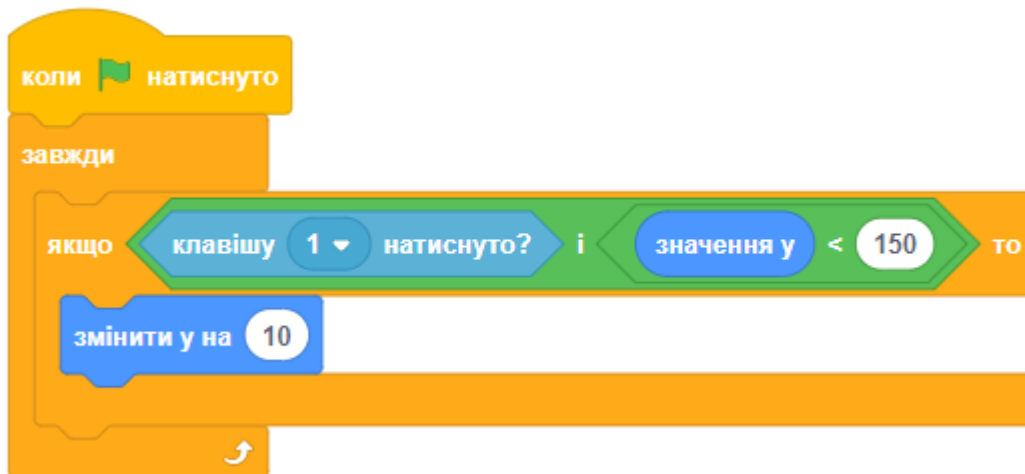 коли натиснуто
завжди
якщо клавішу 1 натиснуто? і значення y < 150 то
змінити y на 10